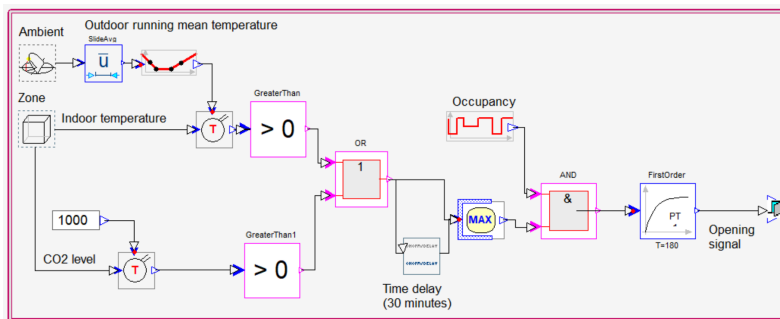 Outdoor running mean temperature
Ambient
SlideAvg
u
Zone
Indoor temperature
T
GreaterThan
> 0
Occupancy
OR
1
AND
&
FirstOrder
PT
T=180
MAX
Opening
signal
1000
CO2 level
T
GreaterThan1
> 0
Time delay
(30 minutes)